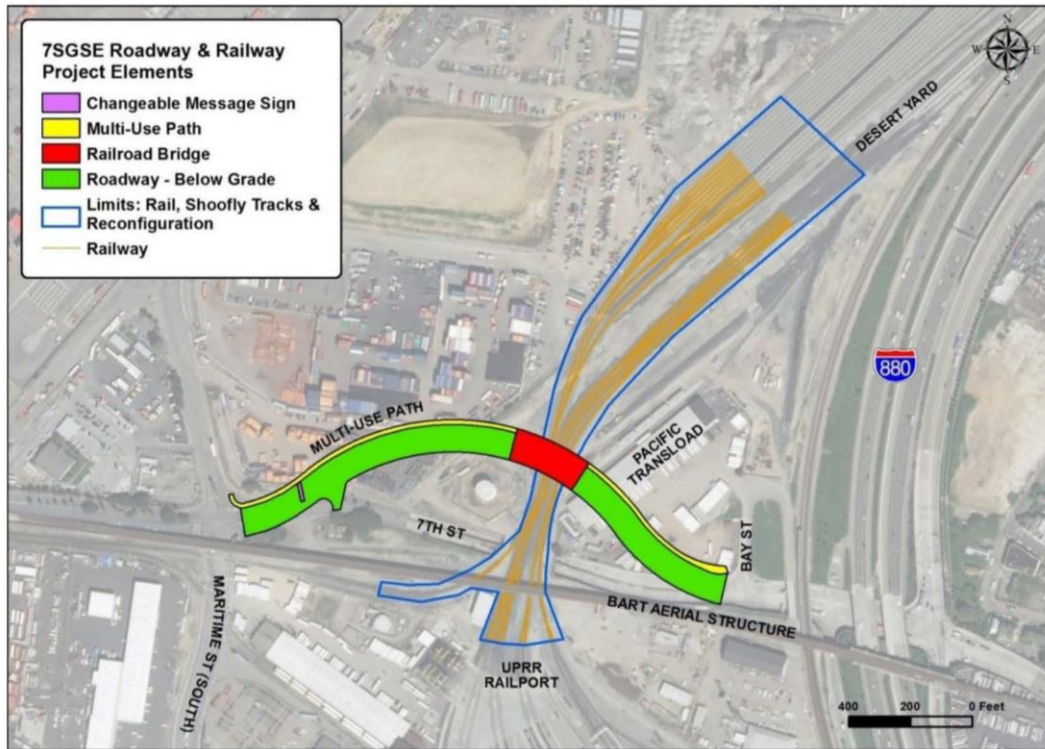 7SGSE Roadway & Railway
Project Elements
Changeable Message Sign
Multi-Use Path
Railroad Bridge
Roadway - Below Grade
Limits: Rail, Shoofly Tracks &
Reconfiguration
Railway
N
W
E
S
DESERT YARD
880
MULTI-USE PATH
PACIFIC
TRANSLOAD
7TH ST
BAY ST
BART AERIAL STRUCTURE
MARITIME ST (SOUTH)
UPRR
RAILPORT
400 200 0 Feet